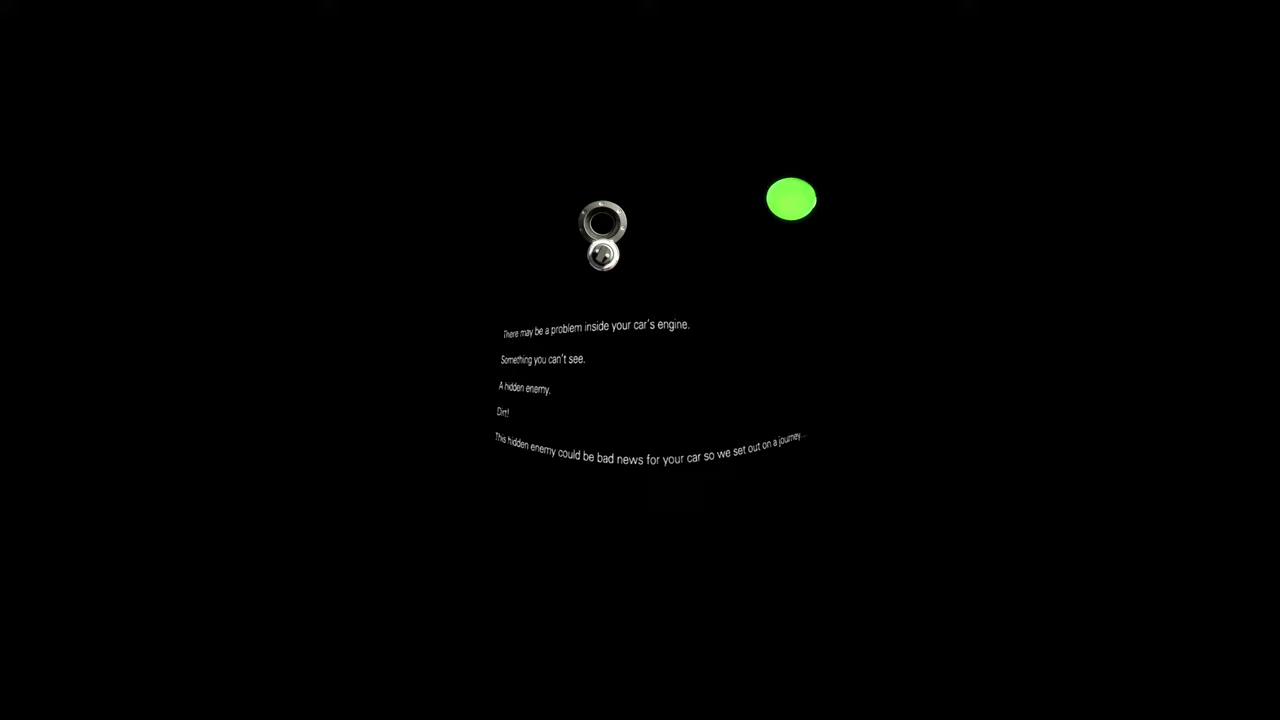 There may be a problem inside your car's engine.
Something you can't see.
A hidden enemy.
Dirt!
This hidden enemy could be bad news for your car so we set out on a journey...